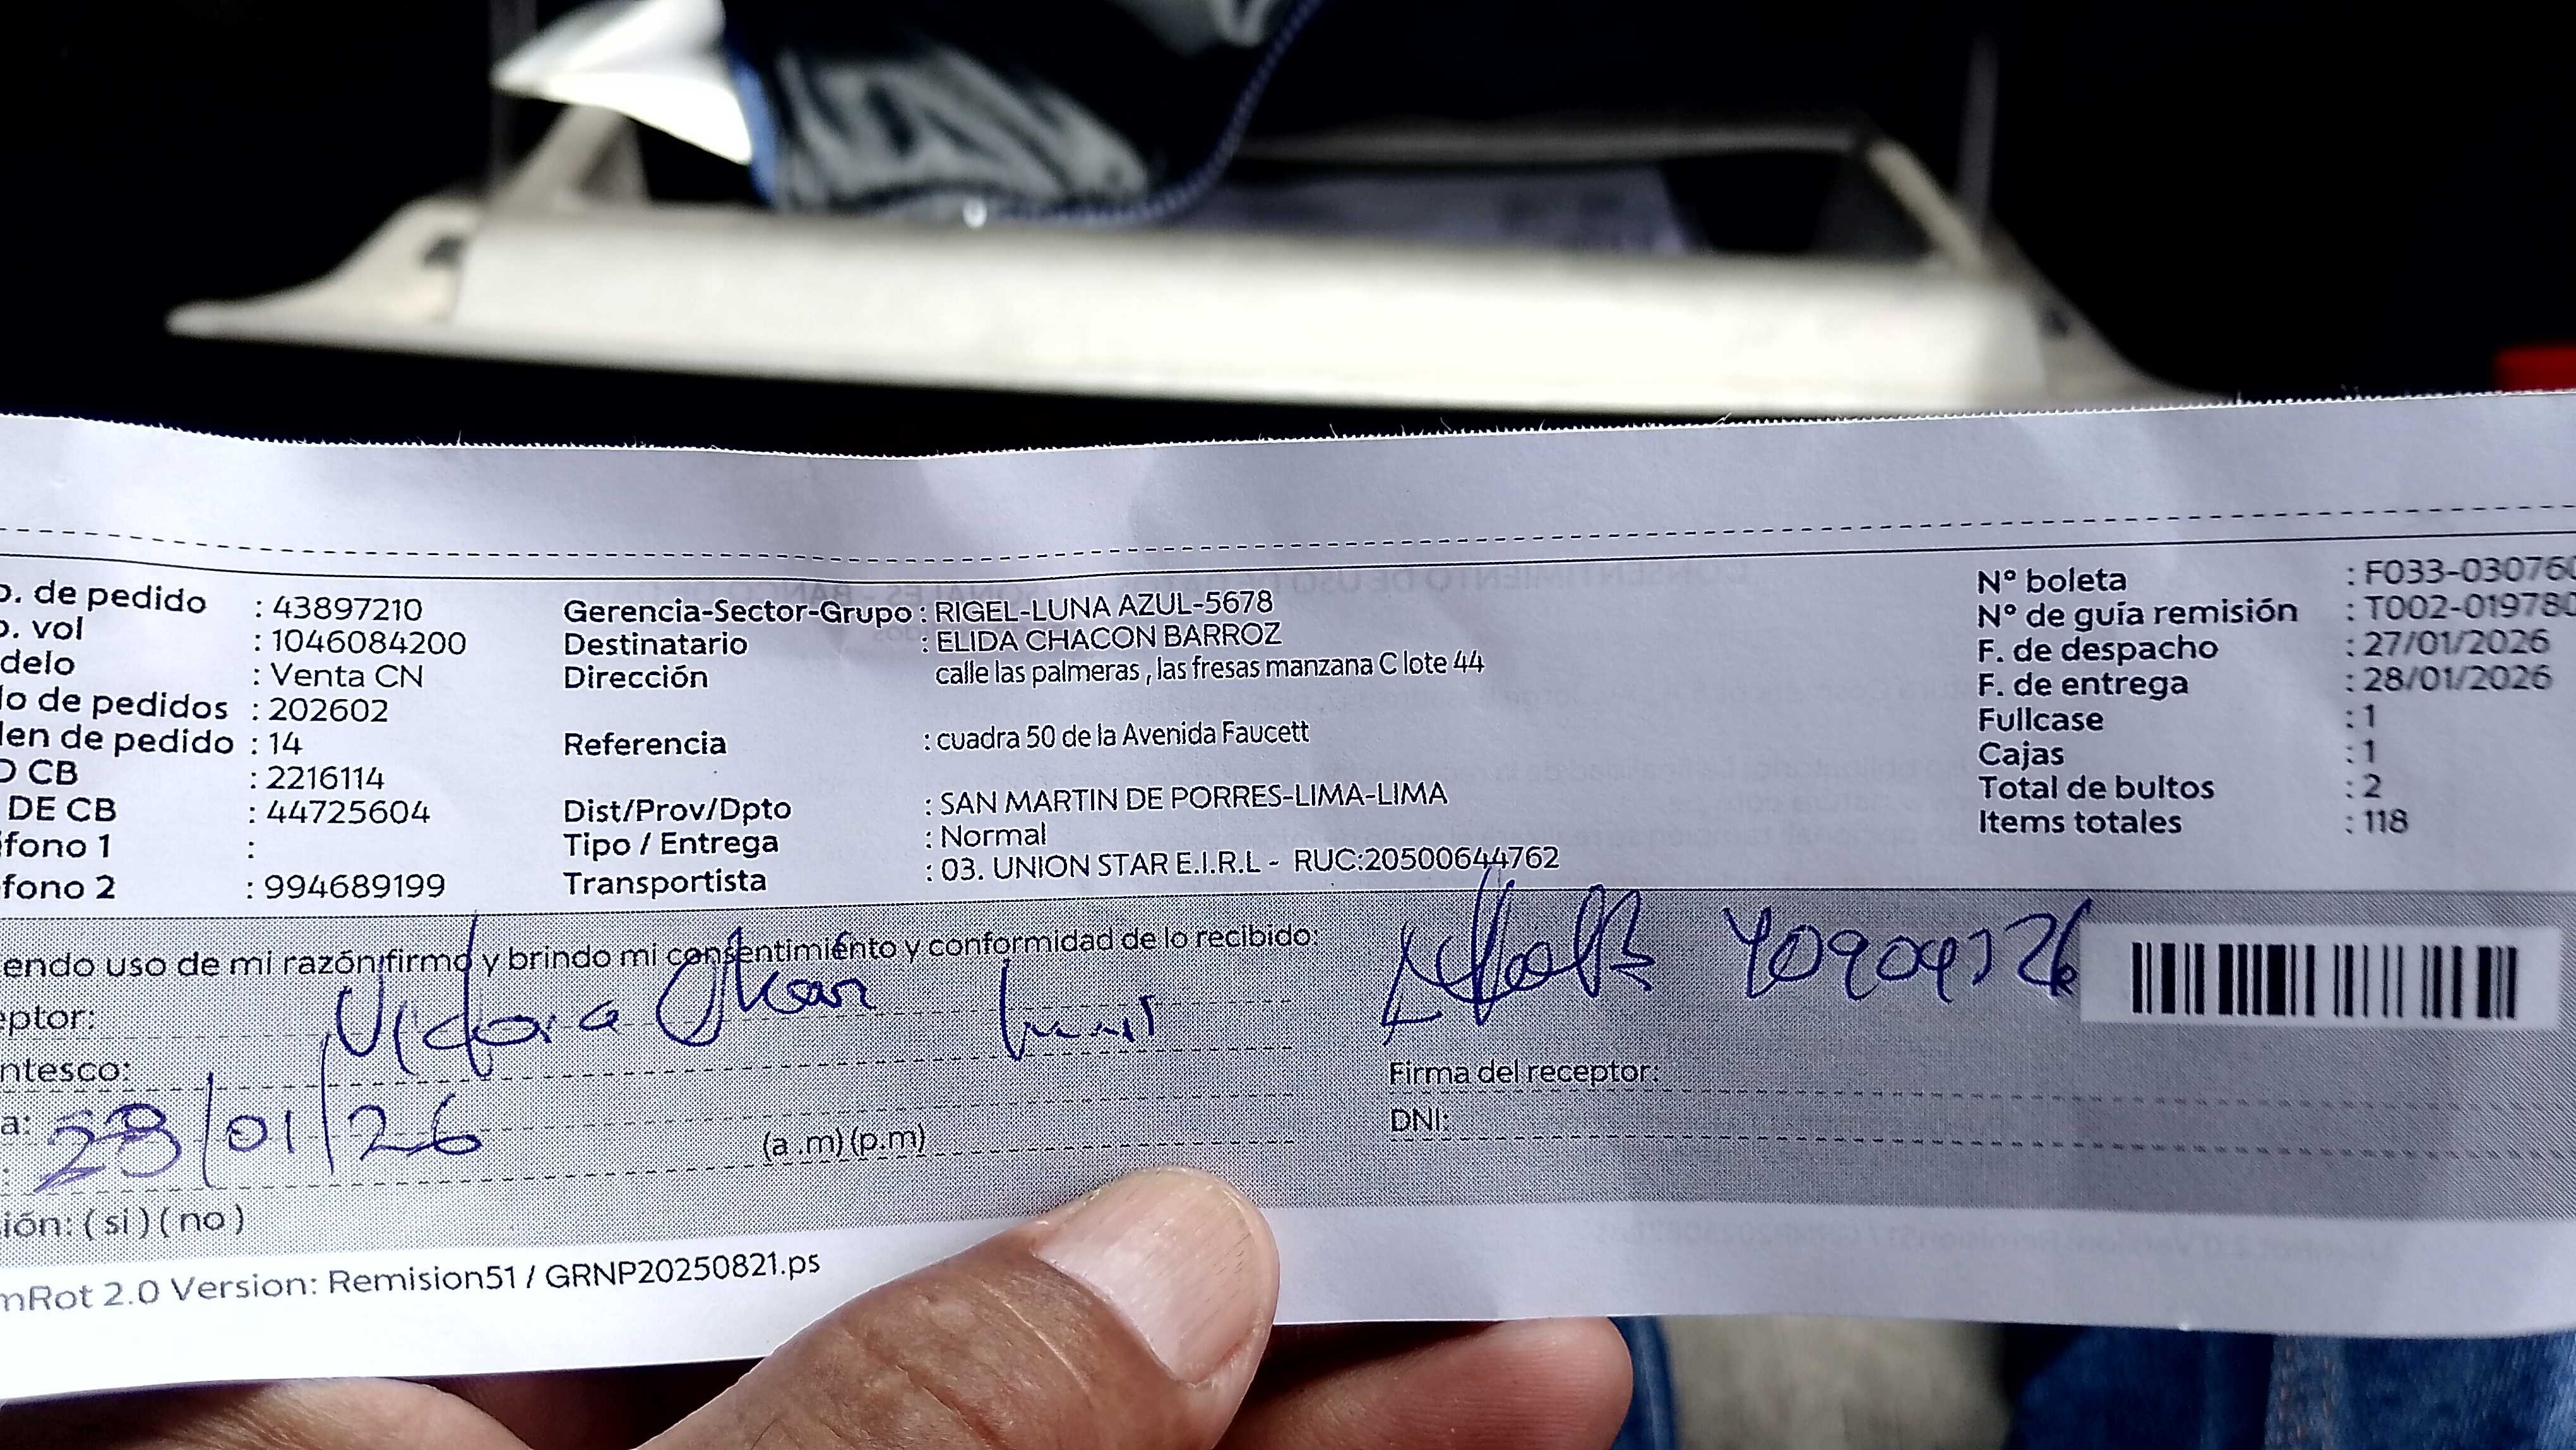 o. de pedido : 43897210
o. vol : 1046084200
delo : Venta CN
lo de pedidos : 202602
len de pedido : 14
D CB : 2216114
DE CB : 44725604
fono 1 :
fono 2 : 994689199
Gerencia-Sector-Grupo : RIGEL-LUNA AZUL-5678
Destinatario : ELIDA CHACON BARROZ
Dirección calle las palmeras , las fresas manzana C lote 44
Referencia : cuadra 50 de la Avenida Faucett
Dist/Prov/Dpto : SAN MARTIN DE PORRES-LIMA-LIMA
Tipo / Entrega : Normal
Transportista : 03. UNION STAR E.I.R.L - RUC:20500644762
Nº boleta : F033-030760
Nº de guía remisión : T002-019780
F. de despacho : 27/01/2026
F. de entrega : 28/01/2026
Fullcase : 1
Cajas : 1
Total de bultos : 2
Items totales : 118
endo uso de mi razón firmo y brindo mi consentimiento y conformidad de lo recibido:
eptor:
ntesco:
a: 28/01/26
: (a .m) (p.m)
ión: ( si ) ( no )
Firma del receptor:
DNI:
mRot 2.0 Version: Remision51 / GRNP20250821.ps